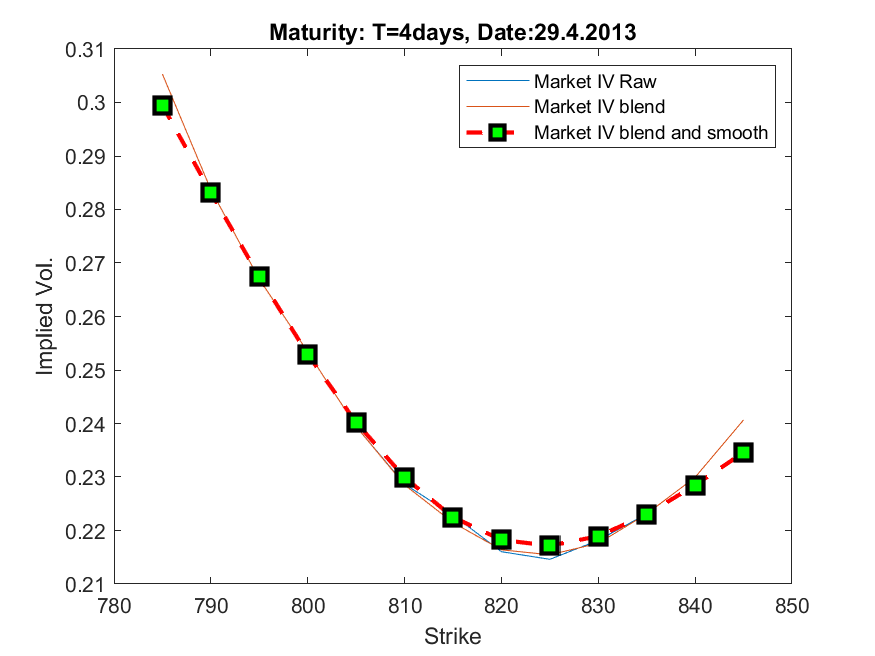 Maturity: T=4days, Date:29.4.2013
Market IV Raw
Market IV blend
Market IV blend and smooth
Implied Vol.
0.31
0.3
0.29
0.28
0.27
0.26
0.25
0.24
0.23
0.22
0.21
780 790 800 810 820 830 840 850
Strike